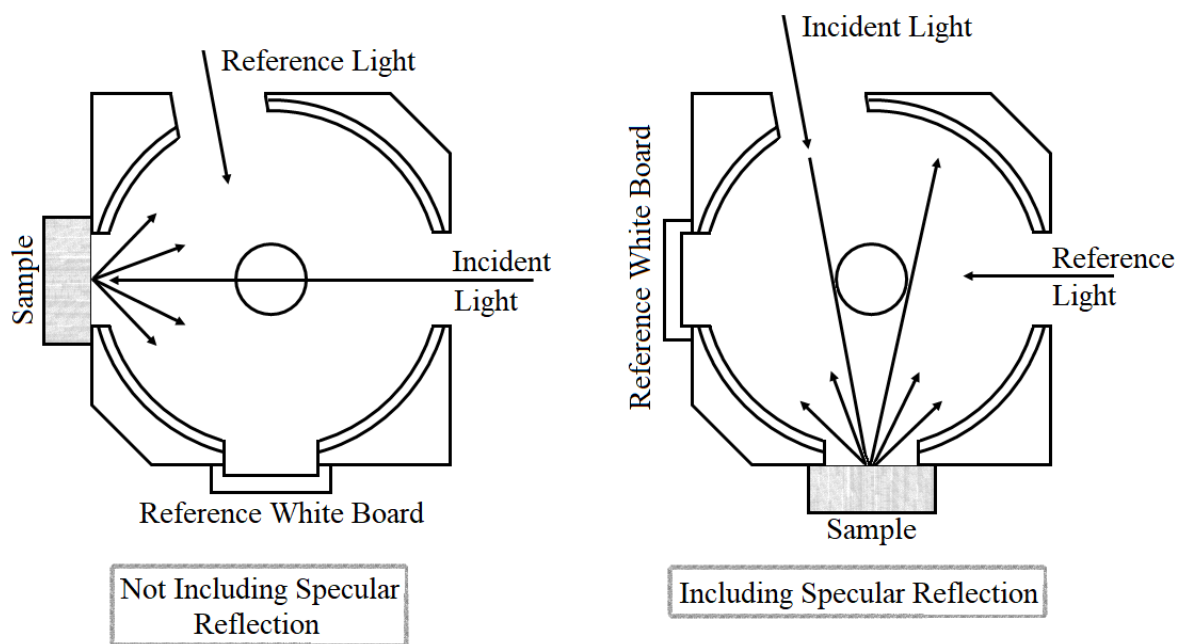 Reference Light
Sample
Incident
Light
Reference White Board
Not Including Specular
Reflection
Incident Light
Reference White Board
Reference
Light
Sample
Including Specular Reflection